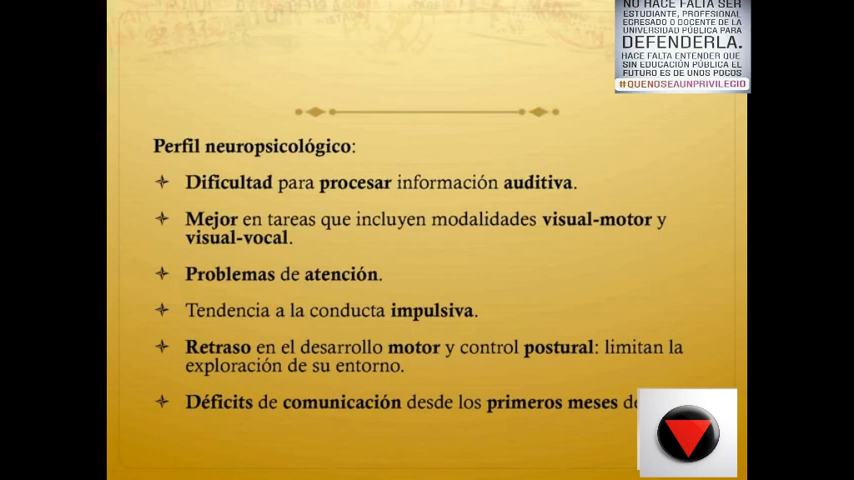 NO HACE FALTA SER
ESTUDIANTE, PROFESIONAL,
EGRESADO O DOCENTE DE LA
UNIVERSIDAD PÚBLICA PARA
DEFENDERLA.
HACE FALTA ENTENDER QUE
SIN EDUCACIÓN PÚBLICA EL
FUTURO ES DE UNOS POCOS
#QUENOSEAUNPRIVILEGIO
Perfil neuropsicológico:
Dificultad para procesar información auditiva.
Mejor en tareas que incluyen modalidades visual-motor y
visual-vocal.
Problemas de atención.
Tendencia a la conducta impulsiva.
Retraso en el desarrollo motor y control postural: limitan la
exploración de su entorno.
Déficits de comunicación desde los primeros meses de